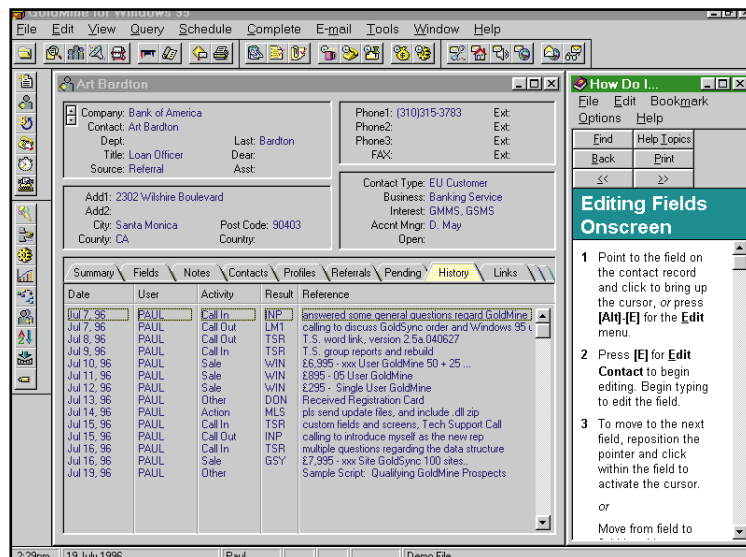 GoldMine for Windows 95
File Edit View Query Schedule Complete E-mail Tools Window Help
Art Bardton
Company: Bank of America
Contact: Art Bardton
Dept: Last: Bardton
Title: Loan Officer Dear:
Source: Referral Asst:
Phone1: (310)315-3783 Ext:
Phone2: Ext:
Phone3: Ext:
FAX: Ext:
Add1: 2302 Wilshire Boulevard
Add2:
City: Santa Monica Post Code: 90403
County: CA Country:
Contact Type: EU Customer
Business: Banking Service
Interest: GMMS, GSMS
Accnt Mngr: D. May
Open:
Summary Fields Notes Contacts Profiles Referrals Pending History Links
Date User Activity Result Reference
Jul 7, 96 PAUL Call In INP answered some general questions regard GoldMine
Jul 7, 96 PAUL Call Out LM1 calling to discuss GoldSync order and Windows 95 u
Jul 8, 96 PAUL Call Out TSR T.S. word link, version 2.5a.040627
Jul 9, 96 PAUL Call In TSR T.S. group reports and rebuild
Jul 10, 96 PAUL Sale WIN £6,995 - xxx User GoldMine 50 + 25 ...
Jul 11, 96 PAUL Sale WIN £895 - 05 User GoldMine
Jul 12, 96 PAUL Sale WIN £295 - Single User GoldMine
Jul 13, 96 PAUL Other DON Received Registration Card
Jul 14, 96 PAUL Action MLS pls send update files, and include .dll zip
Jul 15, 96 PAUL Call In TSR custom fields and screens, Tech Support Call
Jul 15, 96 PAUL Call Out INP calling to introduce myself as the new rep
Jul 16, 96 PAUL Call In TSR multiple questions regarding the data structure
Jul 16, 96 PAUL Sale GSY £7,995 - xxx Site GoldSync 100 sites..
Jul 19, 96 PAUL Other Sample Script: Qualifying GoldMine Prospects
How Do I...
File Edit Bookmark
Options Help
Find Help Topics
Back Print
<< >>
Editing Fields
Onscreen
1 Point to the field on
the contact record
and click to bring up
the cursor, or press
[Alt]-[E] for the Edit
menu.
2 Press [E] for Edit
Contact to begin
editing. Begin typing
to edit the field.
3 To move to the next
field, reposition the
pointer and click
within the field to
activate the cursor.
or
Move from field to
2:29pm 19 July 1996 Paul Demo File